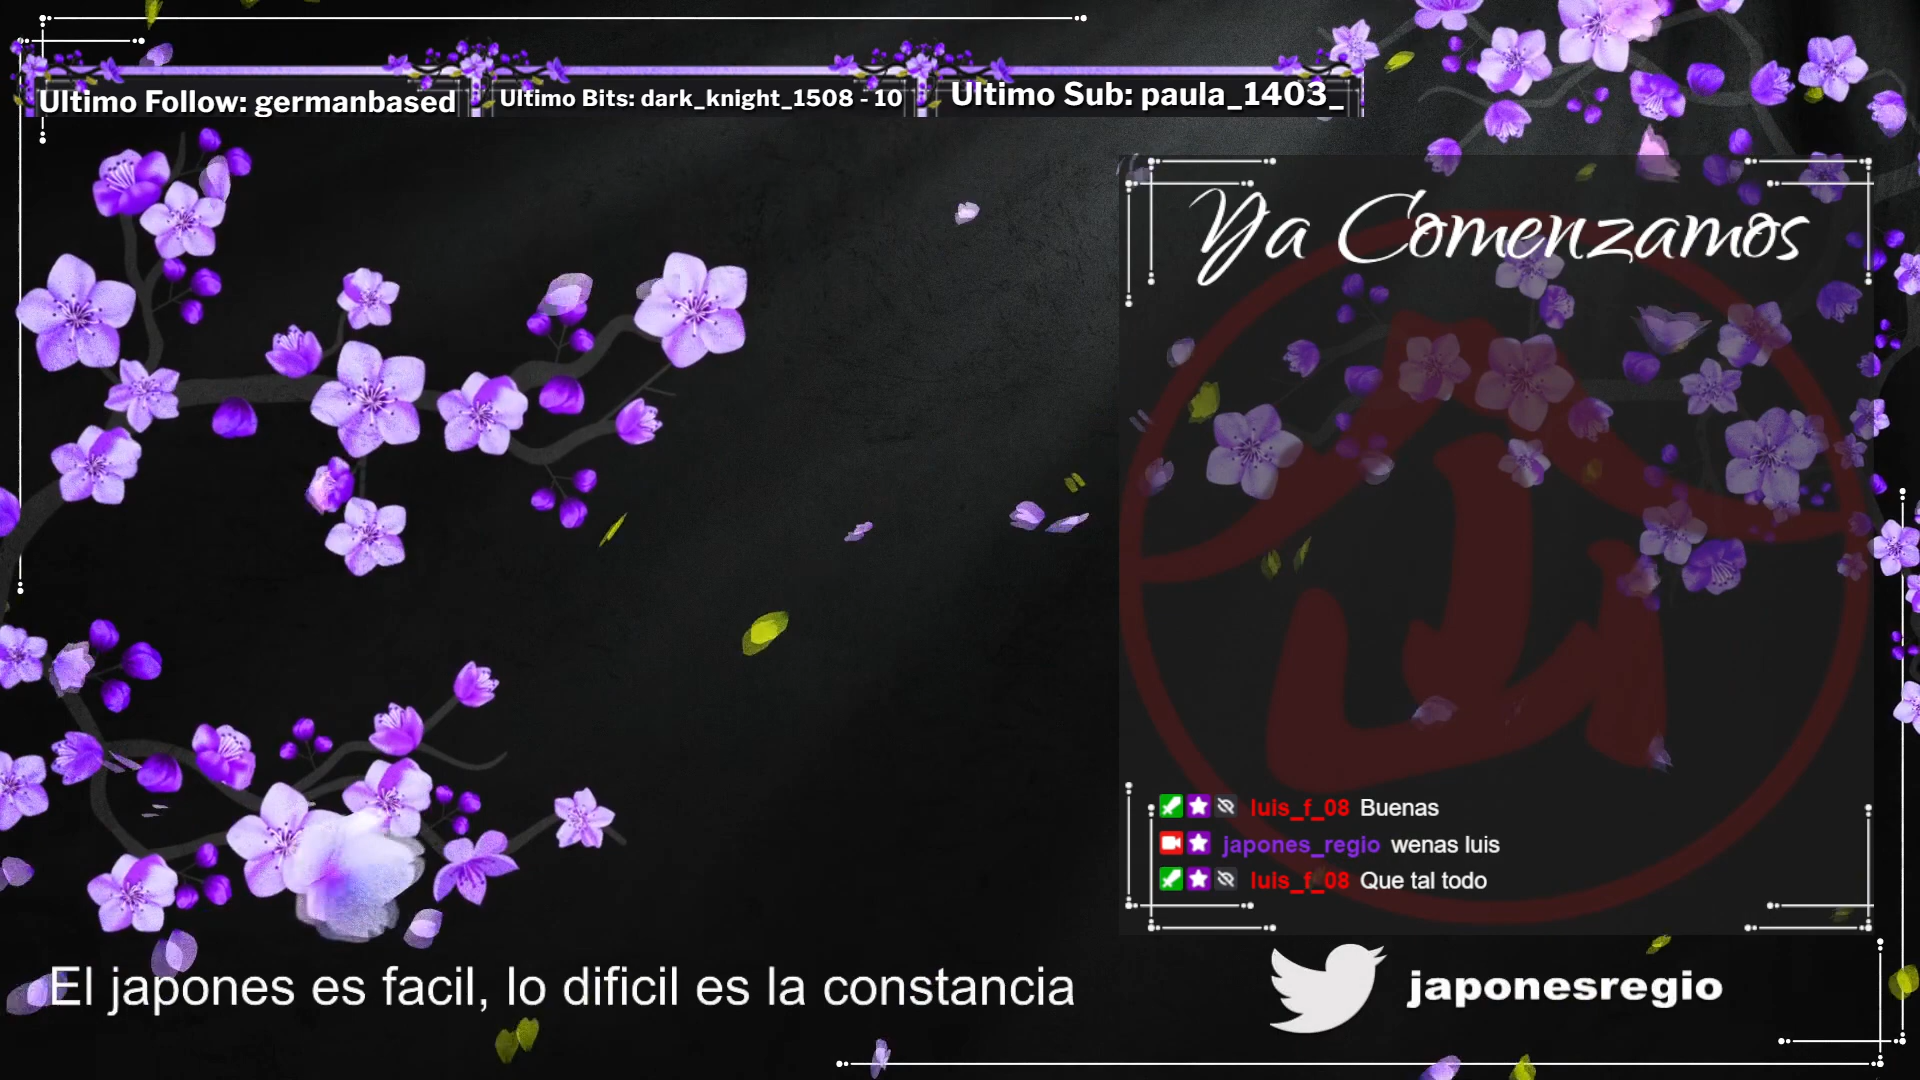 Ultimo Follow: germanbased
Ultimo Bits: dark_knight_1508 - 10
Ultimo Sub: paula_1403_
Ya Comenzamos
luis_f_08 Buenas
japones_regio wenas luis
luis_f_08 Que tal todo
El japones es facil, lo dificil es la constancia
japonesregio